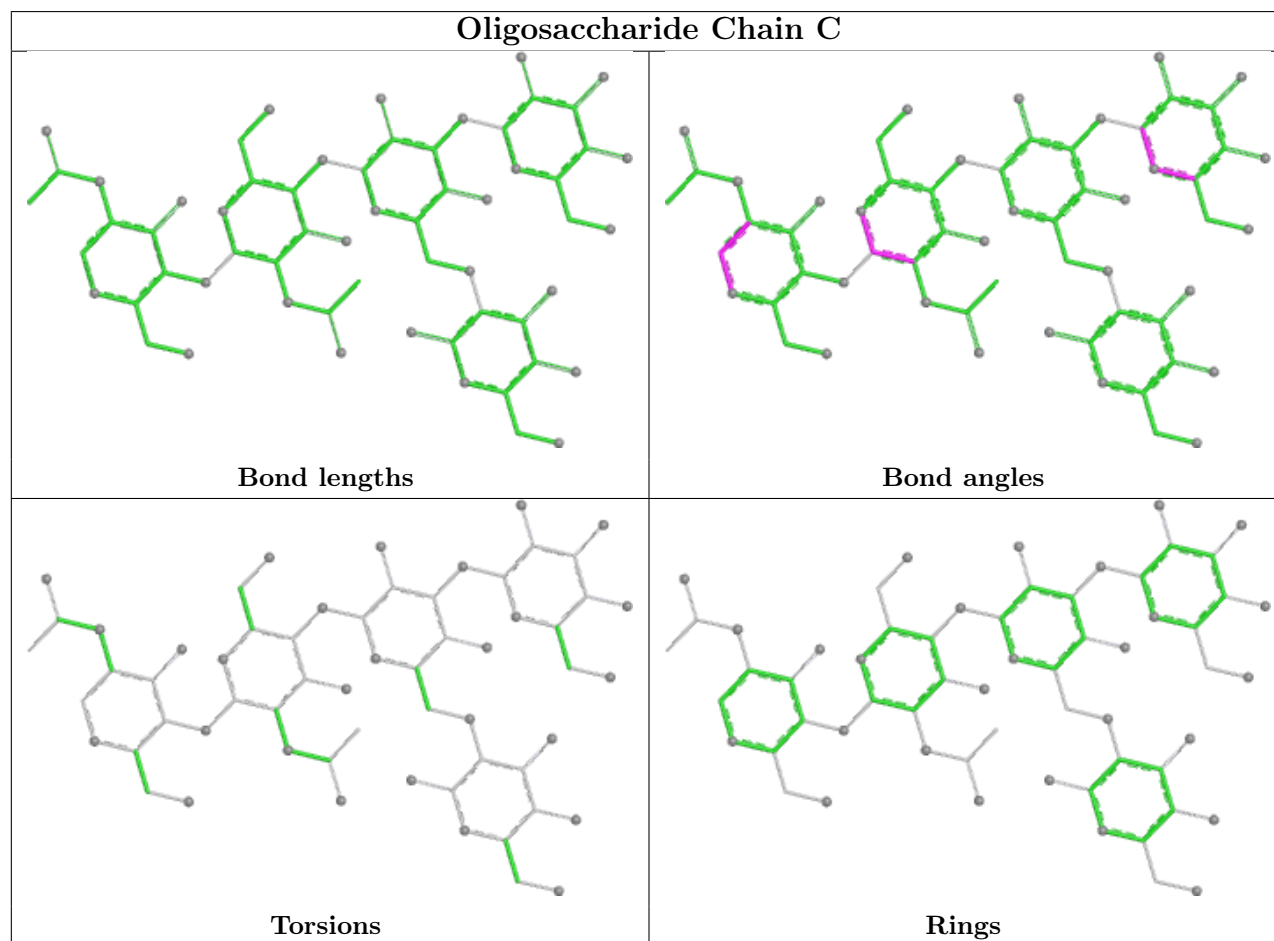 Oligosaccharide Chain C
Bond lengths
Bond angles
Torsions
Rings